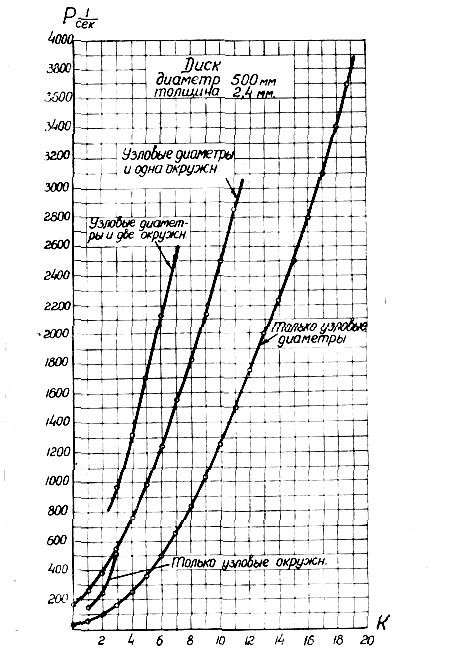 P 1/сек
4000
Диск
диаметр 500 мм
толщина 2,4 мм.
3800
3600
3400
3200
3000
2800
2600
2400
2200
2000
1800
1600
1400
1200
1000
800
600
400
200
Узловые диаметры
и одна окружн
Узловые диамет-
ры и две окружн
Только узловые
диаметры
Только узловые окружн.
2 4 6 8 10 12 14 16 18 20
K